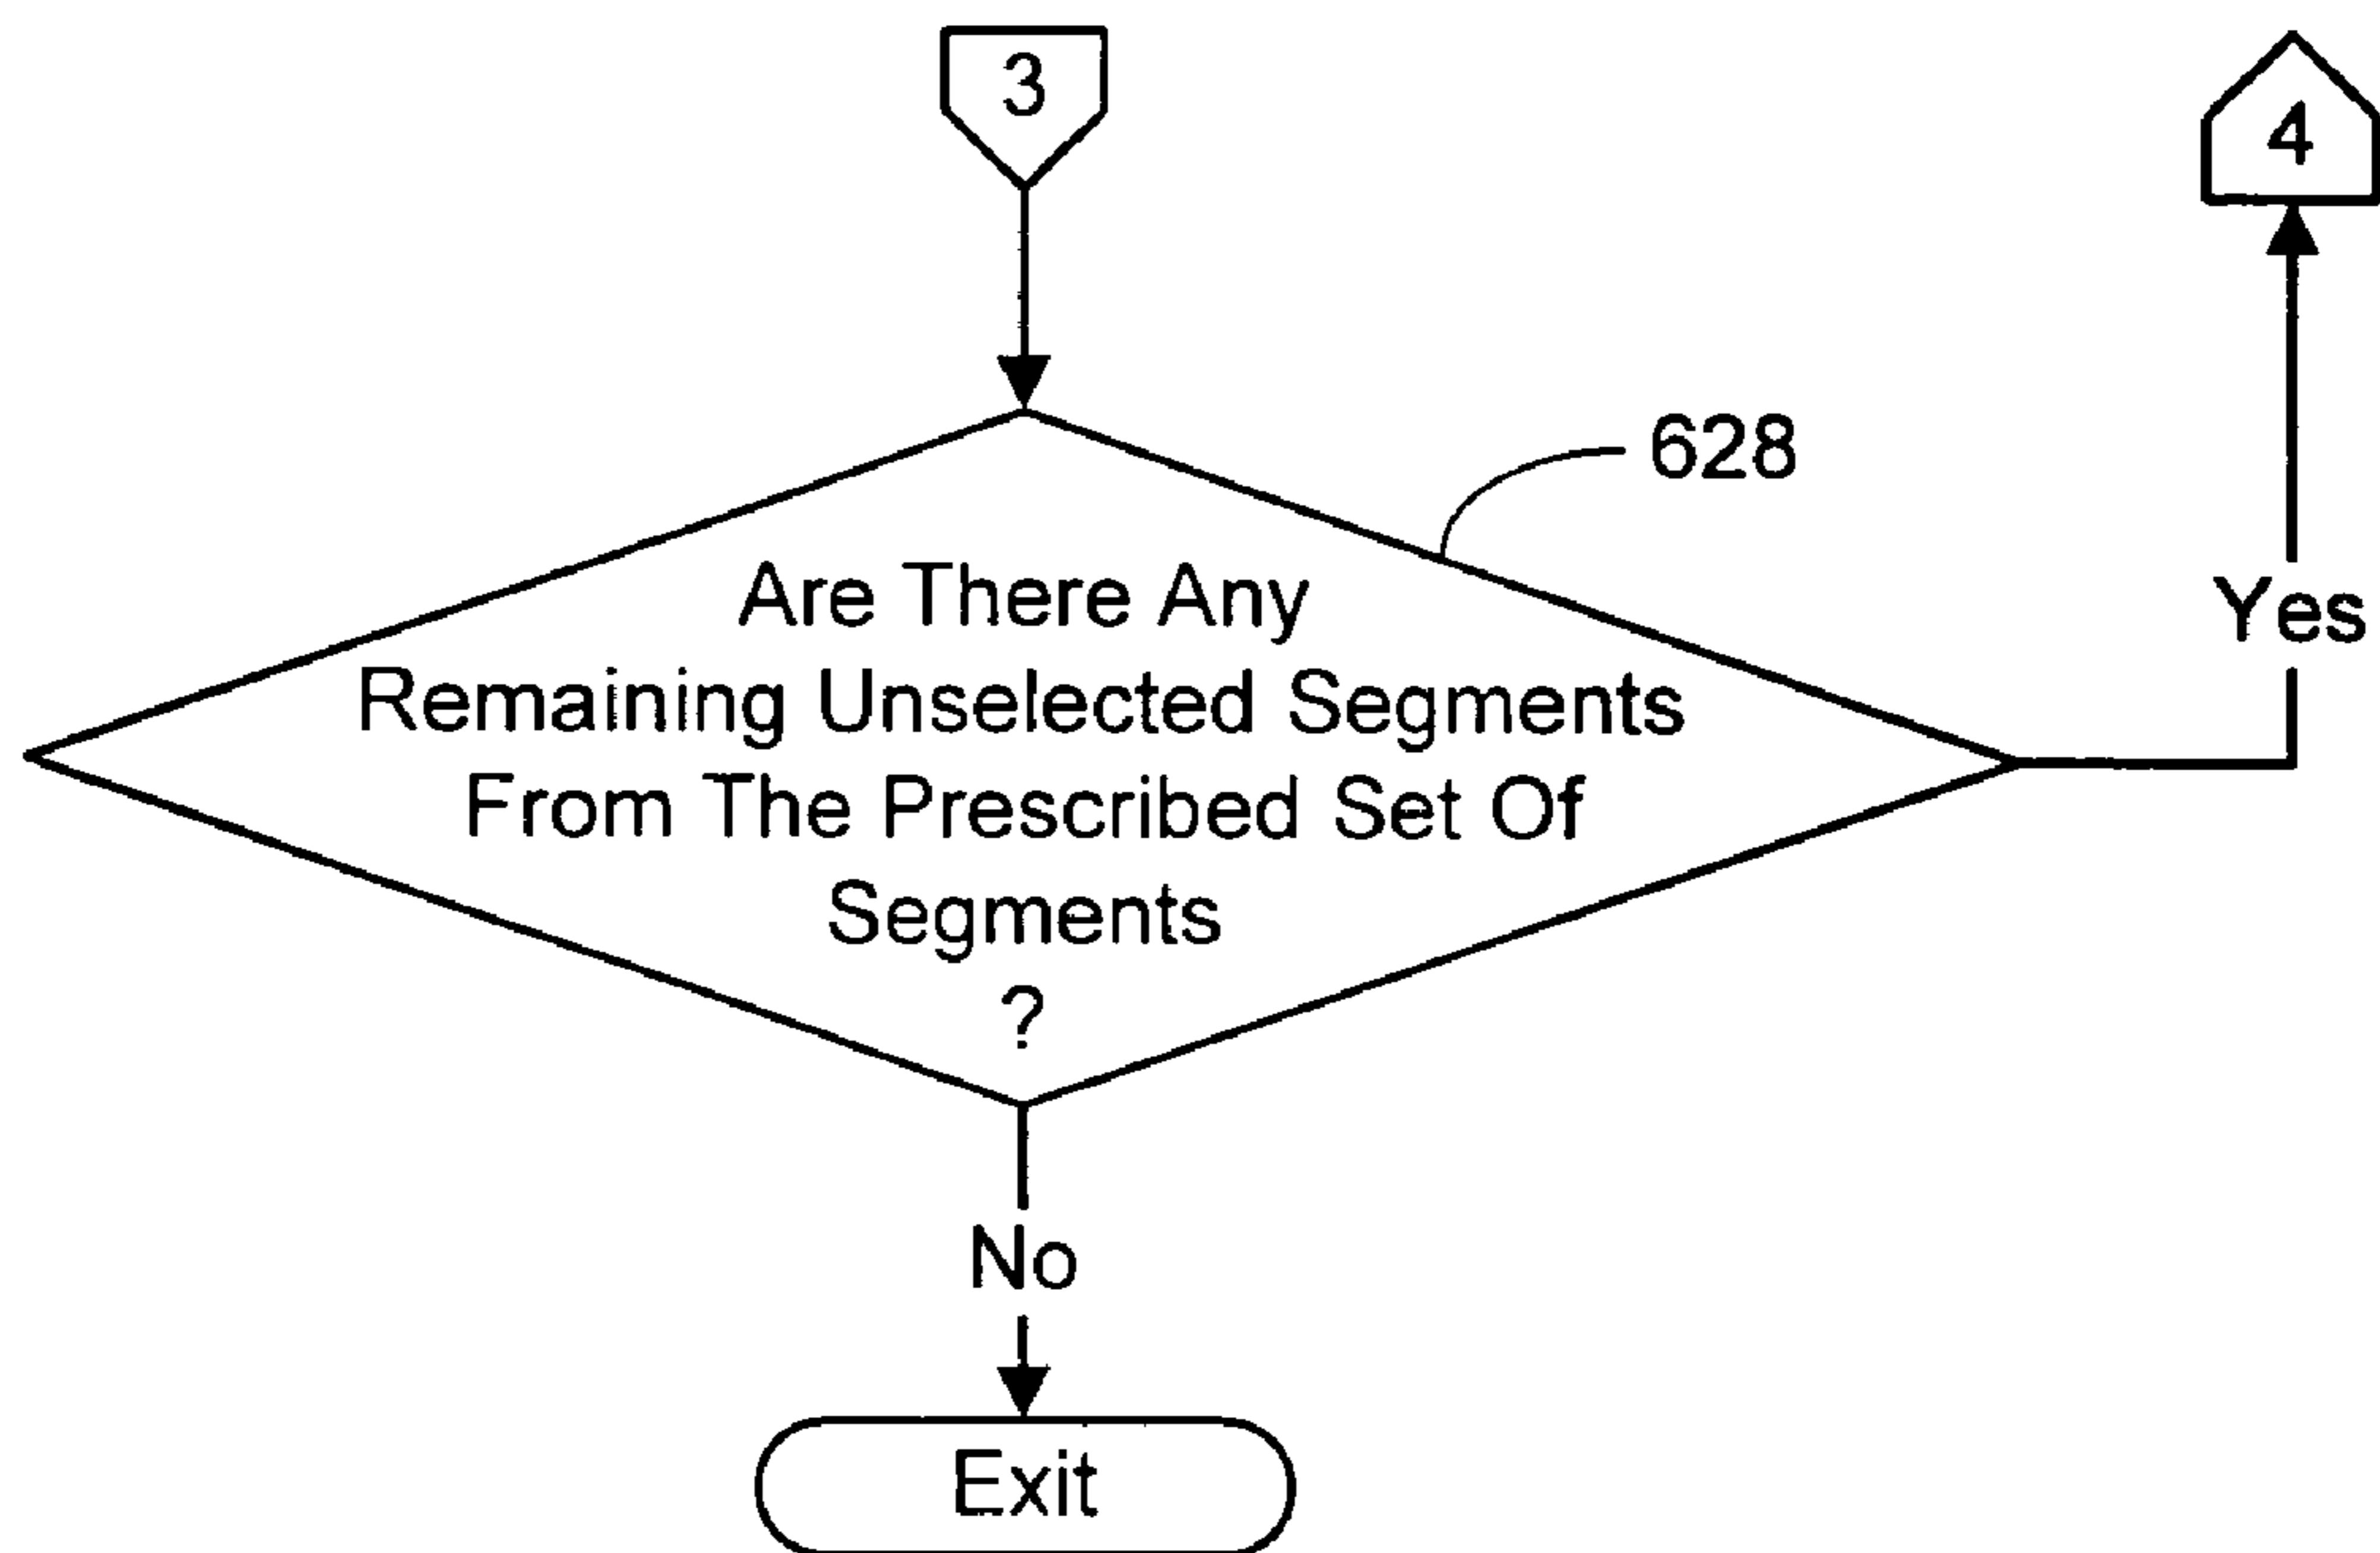 3
4
628
Are There Any
Remaining Unselected Segments
From The Prescribed Set Of
Segments
?
Yes
No
Exit